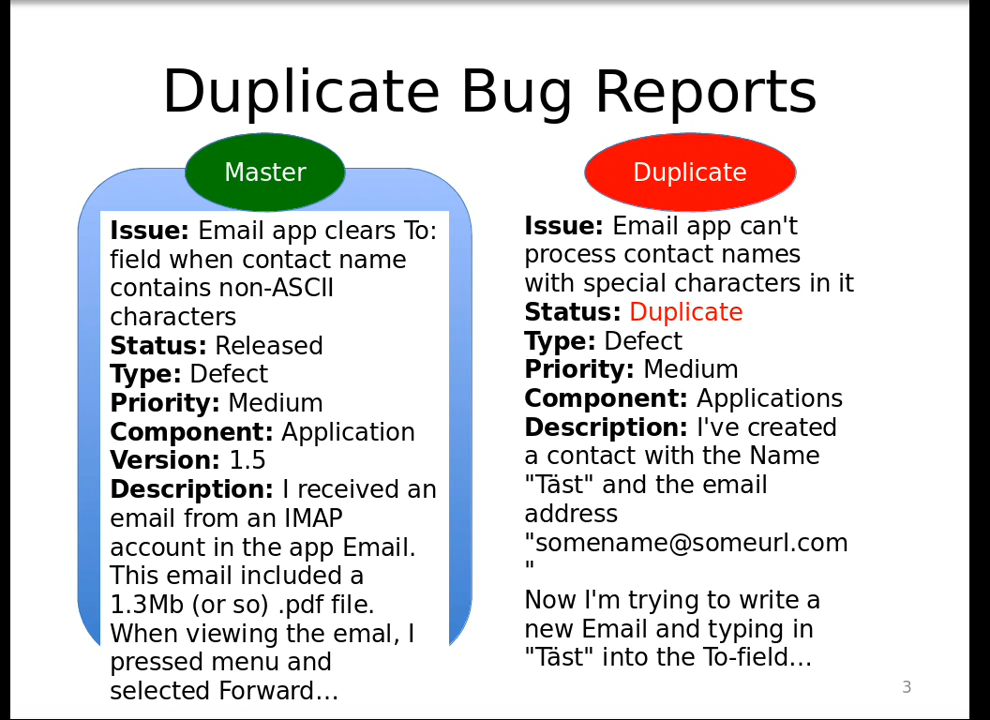 Duplicate Bug Reports
Master
Issue: Email app clears To:
field when contact name
contains non-ASCII
characters
Status: Released
Type: Defect
Priority: Medium
Component: Application
Version: 1.5
Description: I received an
email from an IMAP
account in the app Email.
This email included a
1.3Mb (or so) .pdf file.
When viewing the emal, I
pressed menu and
selected Forward...
Duplicate
Issue: Email app can't
process contact names
with special characters in it
Status: Duplicate
Type: Defect
Priority: Medium
Component: Applications
Description: I've created
a contact with the Name
"Täst" and the email
address
"somename@someurl.com
"
Now I'm trying to write a
new Email and typing in
"Täst" into the To-field...
3